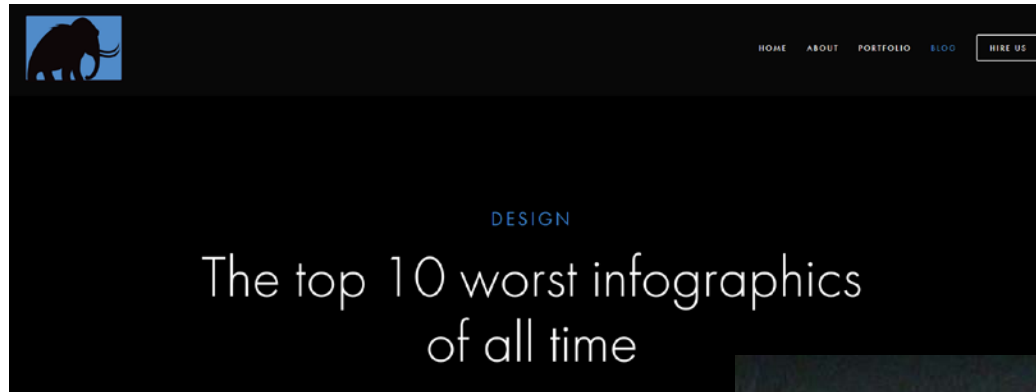 HOME ABOUT PORTFOLIO BLOG HIRE US
DESIGN
The top 10 worst infographics
of all time